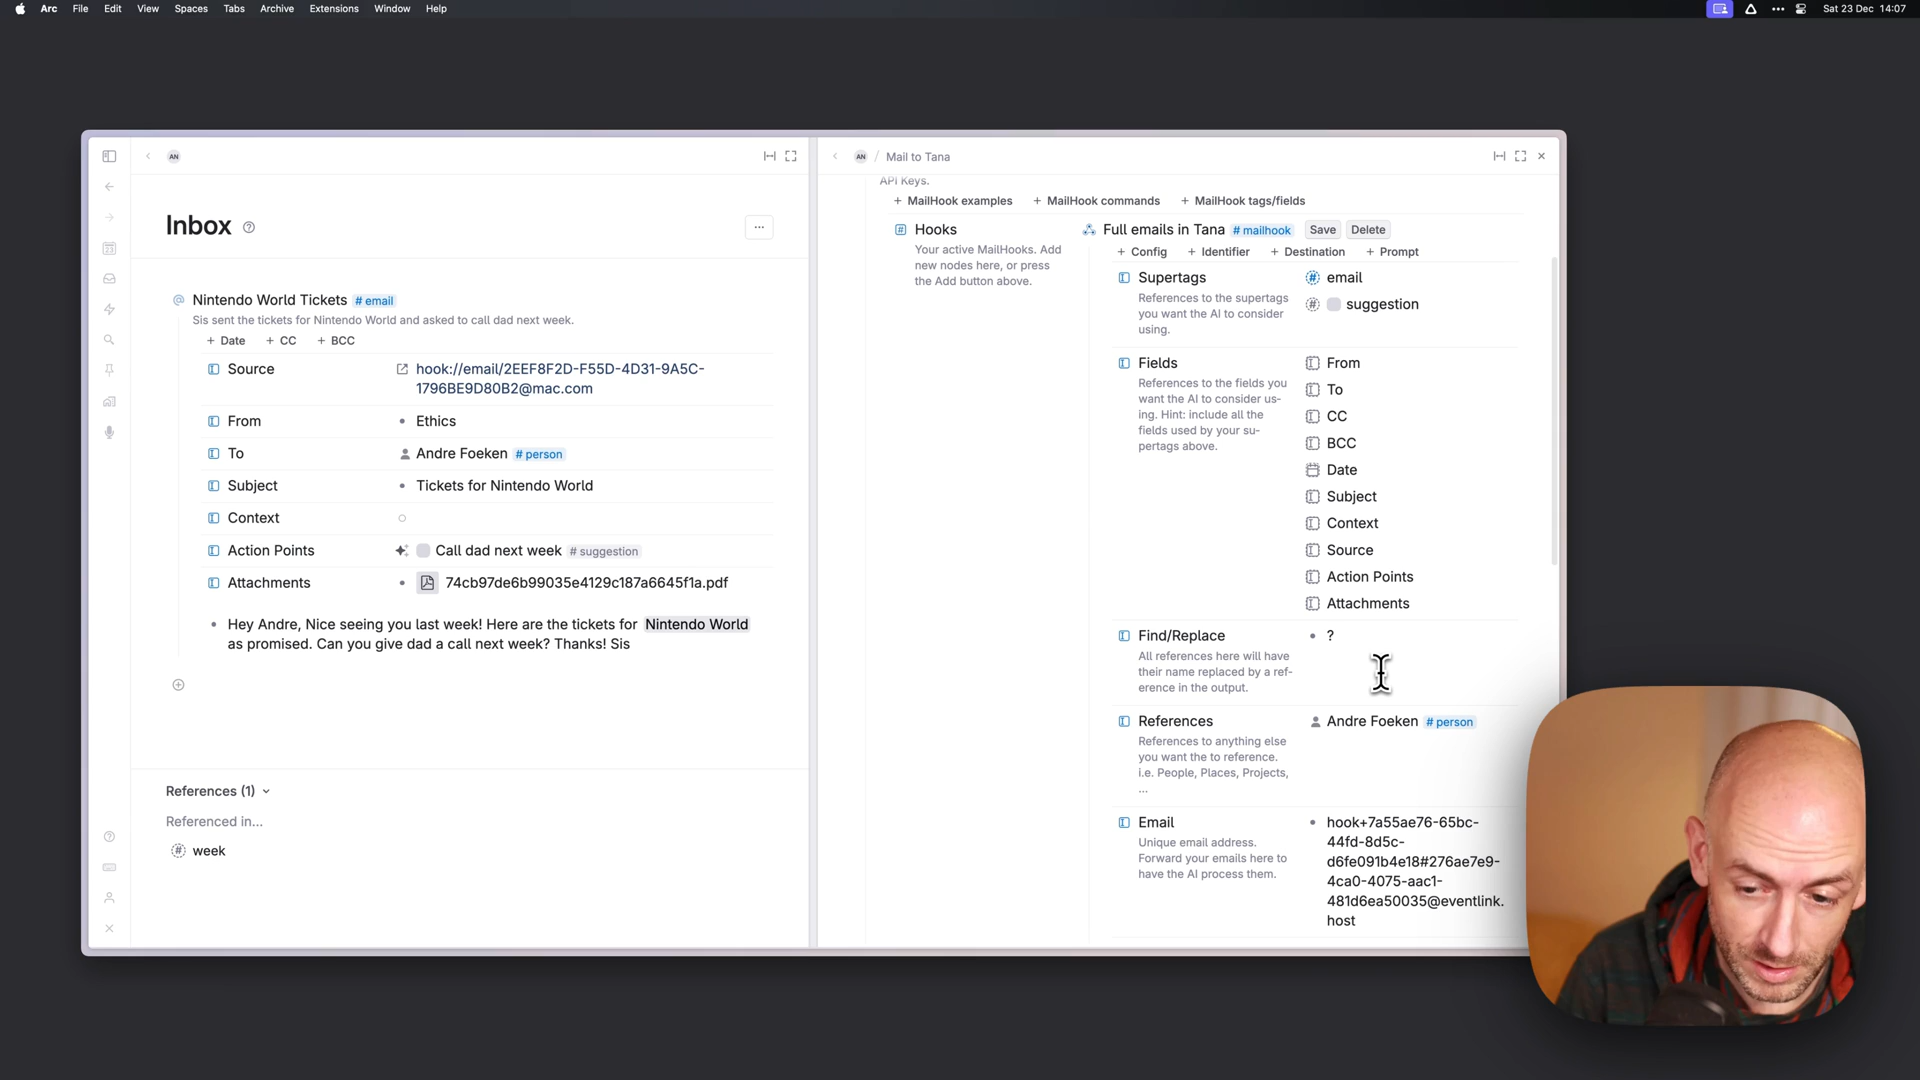 Arc File Edit View Spaces Tabs Archive Extensions Window Help
Sat 23 Dec 14:07
AN
Inbox
Nintendo World Tickets # email
Sis sent the tickets for Nintendo World and asked to call dad next week.
+ Date + CC + BCC
Source
hook://email/2EEF8F2D-F55D-4D31-9A5C-
1796BE9D80B2@mac.com
From
Ethics
To
Andre Foeken # person
Subject
Tickets for Nintendo World
Context
Action Points
Call dad next week # suggestion
Attachments
74cb97de6b99035e4129c187a6645f1a.pdf
Hey Andre, Nice seeing you last week! Here are the tickets for Nintendo World
as promised. Can you give dad a call next week? Thanks! Sis
References (1)
Referenced in...
week
AN / Mail to Tana
API Keys.
+ MailHook examples + MailHook commands + MailHook tags/fields
Hooks
Your active MailHooks. Add
new nodes here, or press
the Add button above.
Full emails in Tana # mailhook Save Delete
+ Config + Identifier + Destination + Prompt
Supertags
References to the supertags
you want the AI to consider
using.
email
suggestion
Fields
References to the fields you
want the AI to consider us-
ing. Hint: include all the
fields used by your su-
pertags above.
From
To
CC
BCC
Date
Subject
Context
Source
Action Points
Attachments
Find/Replace
All references here will have
their name replaced by a ref-
erence in the output.
?
References
References to anything else
you want the to reference.
i.e. People, Places, Projects,
...
Andre Foeken # person
Email
Unique email address.
Forward your emails here to
have the AI process them.
hook+7a55ae76-65bc-
44fd-8d5c-
d6fe091b4e18#276ae7e9-
4ca0-4075-aac1-
481d6ea50035@eventlink.
host